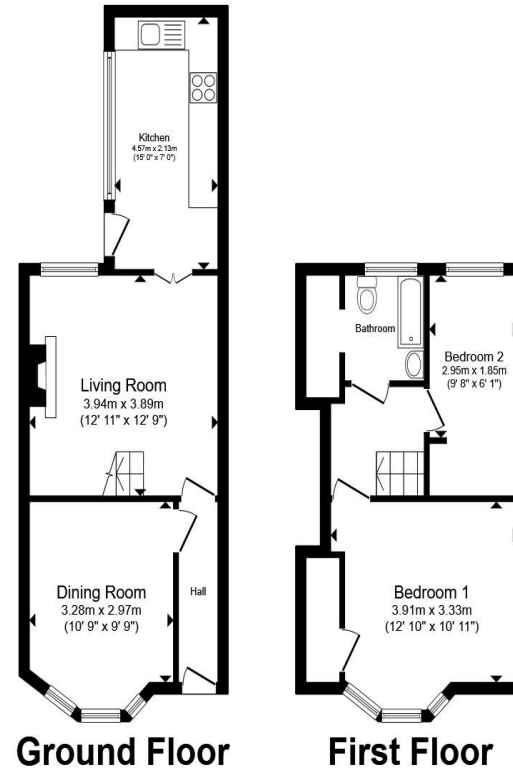 Kitchen
4.57m x 2.13m
(15' 0" x 7' 0")
Living Room
3.94m x 3.89m
(12' 11" x 12' 9")
Dining Room
3.28m x 2.97m
(10' 9" x 9' 9")
Hall
Ground Floor
Bathroom
Bedroom 2
2.95m x 1.85m
(9' 8" x 6' 1")
Bedroom 1
3.91m x 3.33m
(12' 10" x 10' 11")
First Floor